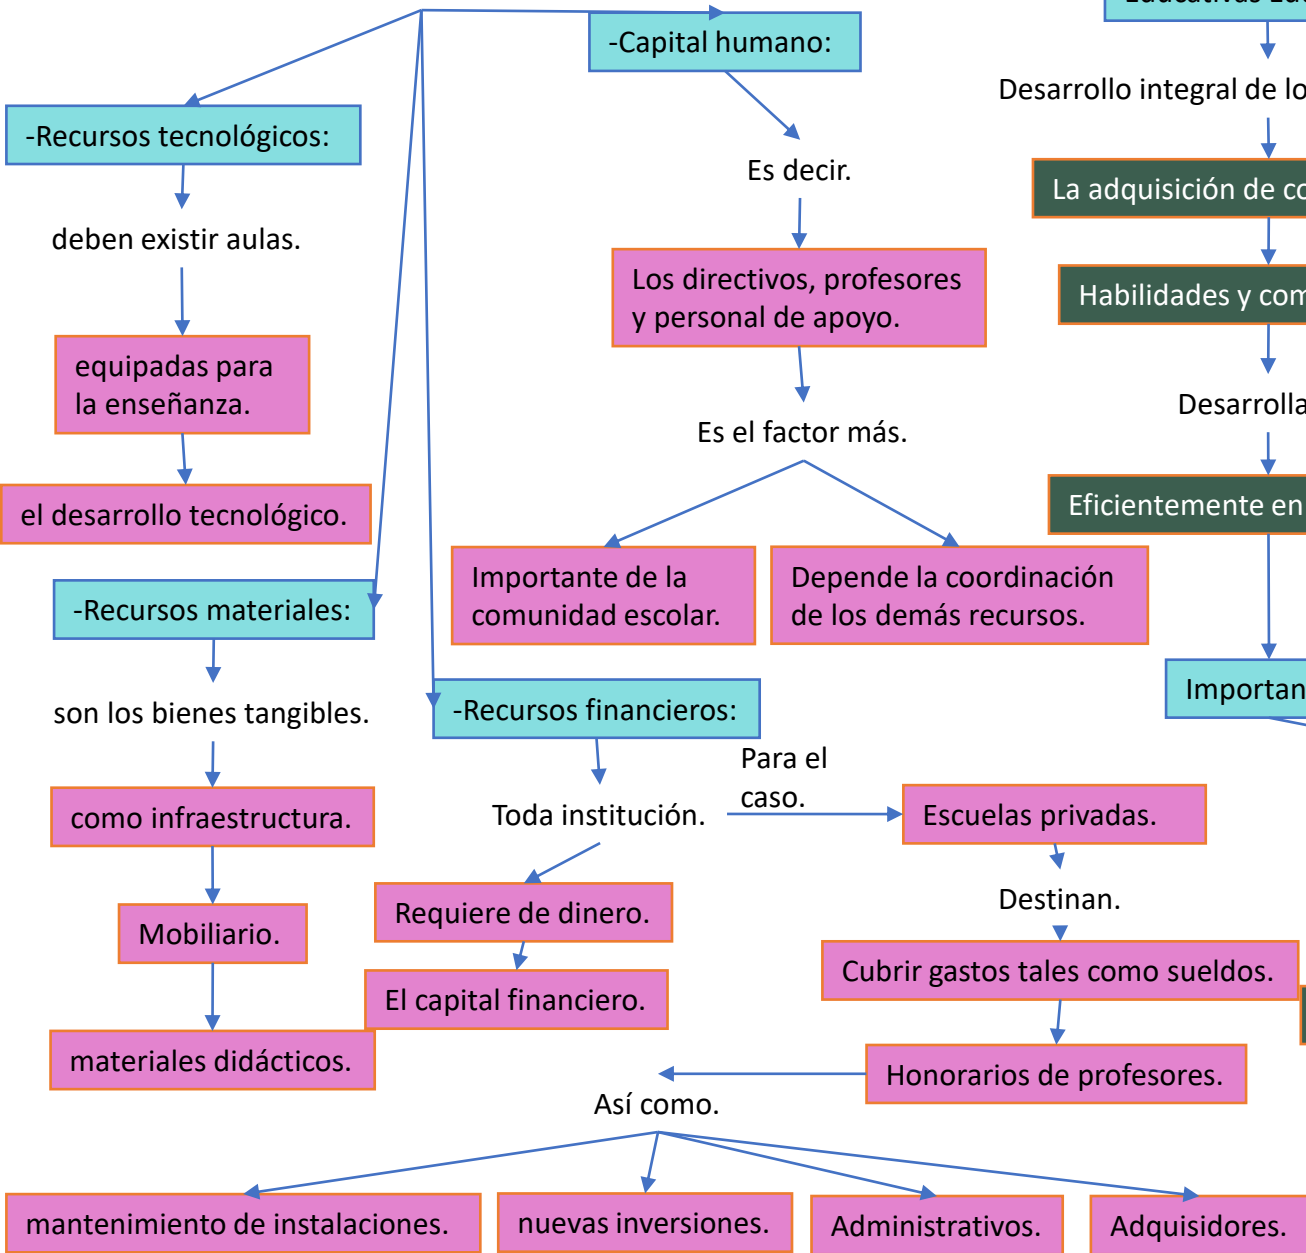 -Capital humano:
-Recursos tecnológicos:
deben existir aulas.
equipadas para
la enseñanza.
el desarrollo tecnológico.
-Recursos materiales:
son los bienes tangibles.
como infraestructura.
Mobiliario.
materiales didácticos.
Es decir.
Los directivos, profesores
y personal de apoyo.
Es el factor más.
Importante de la
comunidad escolar.
Depende la coordinación
de los demás recursos.
-Recursos financieros:
Toda institución.
Para el
caso.
Requiere de dinero.
El capital financiero.
Escuelas privadas.
Destinan.
Cubrir gastos tales como sueldos.
Honorarios de profesores.
Así como.
mantenimiento de instalaciones.
nuevas inversiones.
Administrativos.
Adquisidores.
Desarrollo integral de lo
La adquisición de co
Habilidades y com
Desarrolla
Eficientemente en
Importan